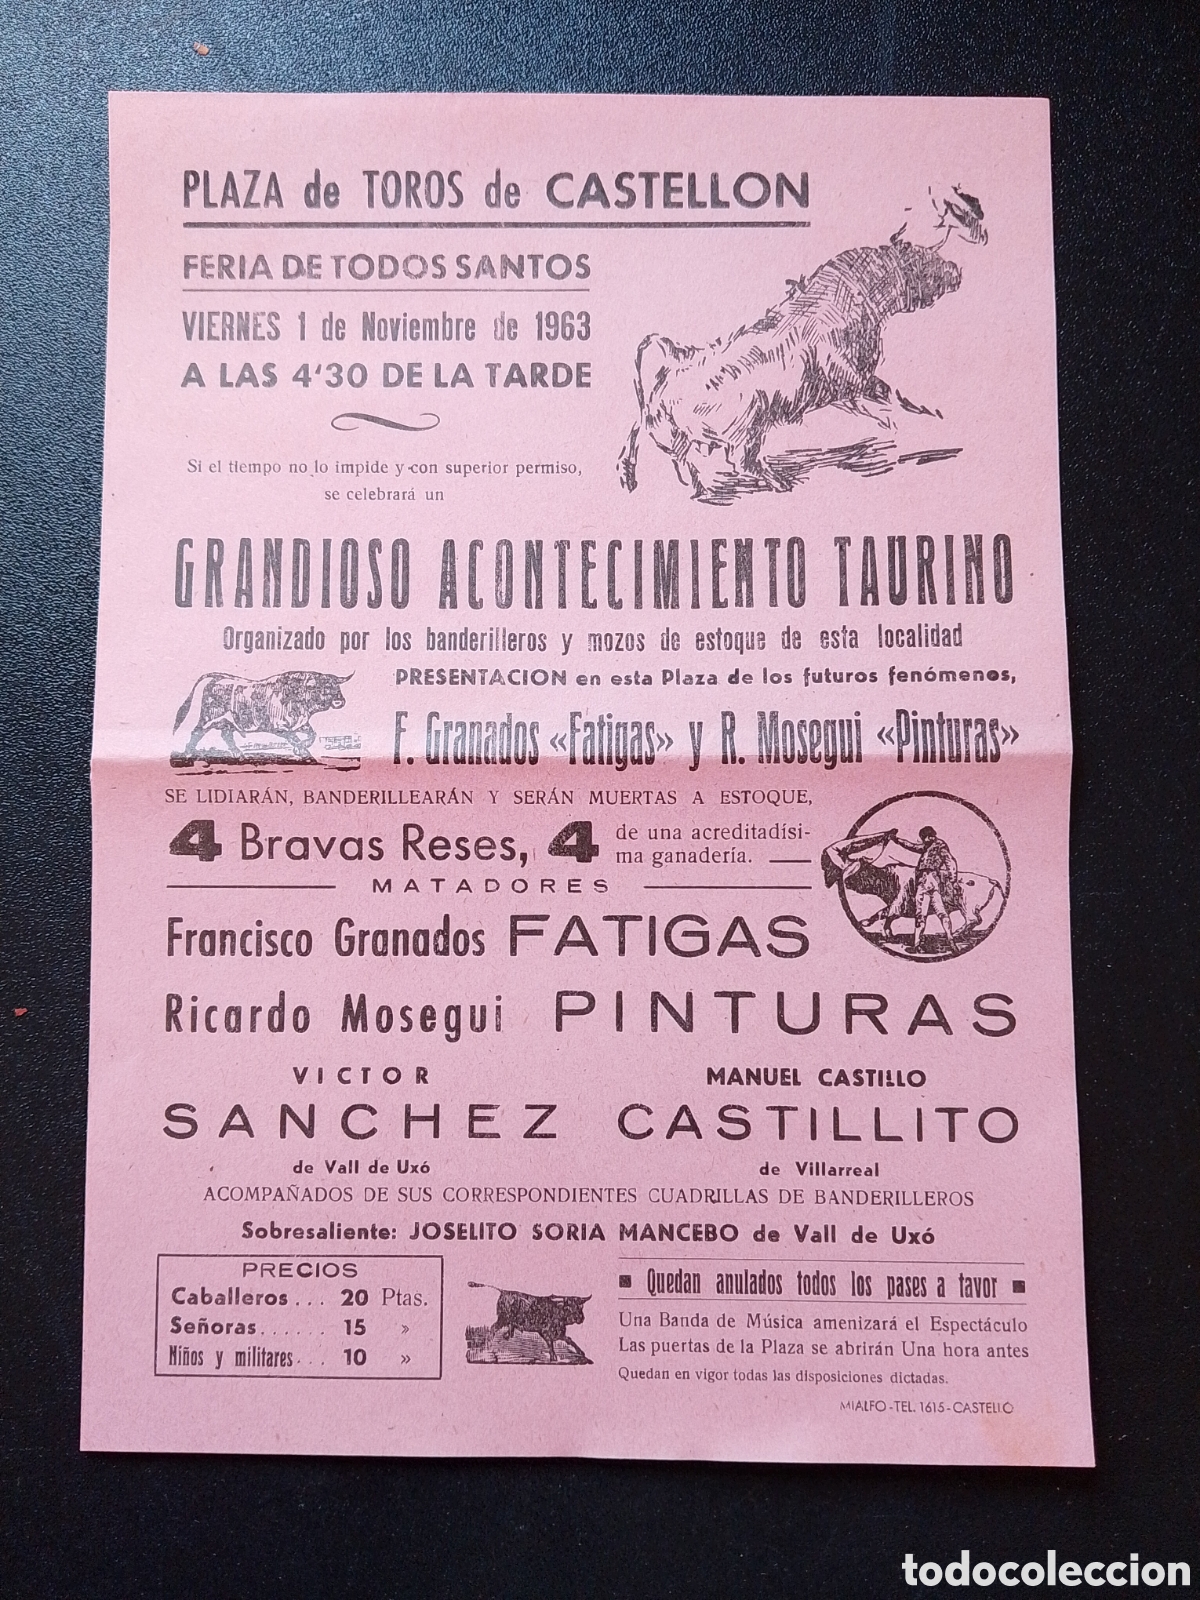 PLAZA de TOROS de CASTELLON
FERIA DE TODOS SANTOS
VIERNES 1 de Noviembre de 1963
A LAS 4'30 DE LA TARDE
Si el tiempo no lo impide y con superior permiso,
se celebrará un
GRANDIOSO ACONTECIMIENTO TAURINO
Organizado por los banderilleros y mozos de estoque de esta localidad
PRESENTACION en esta Plaza de los futuros fenómenos,
F. Granados «Fatigas» y R. Mosegui «Pinturas»
SE LIDIARÁN, BANDERILLEARÁN Y SERÁN MUERTAS A ESTOQUE,
4 Bravas Reses, 4 de una acreditadísi-
ma ganadería.
MATADORES
Francisco Granados FATIGAS
Ricardo Mosegui PINTURAS
VICTOR
SANCHEZ
de Vall de Uxó
MANUEL CASTILLO
CASTILLITO
de Villarreal
ACOMPAÑADOS DE SUS CORRESPONDIENTES CUADRILLAS DE BANDERILLEROS
Sobresaliente: JOSELITO SORIA MANCEBO de Vall de Uxó
PRECIOS
Caballeros... 20 Ptas.
Señoras...... 15 »
Niños y militares... 10 »
Quedan anulados todos los pases a tavor
Una Banda de Música amenizará el Espectáculo
Las puertas de la Plaza se abrirán Una hora antes
Quedan en vigor todas las disposiciones dictadas.
MIALFO-TEL. 1615-CASTELLÓ
todocoleccion